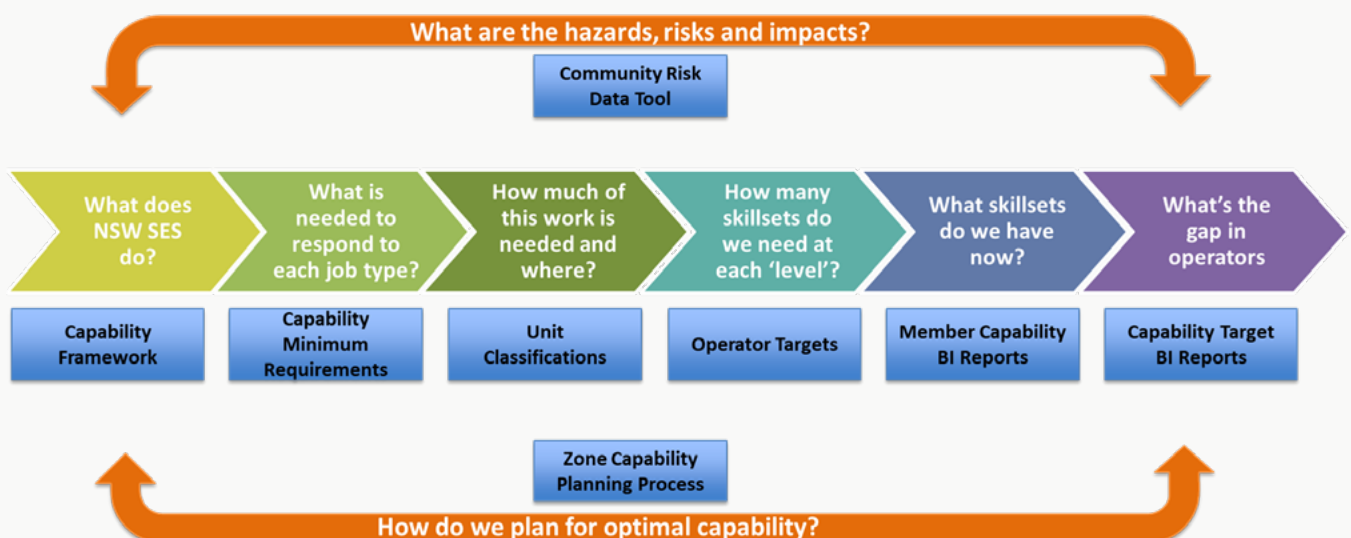 What are the hazards, risks and impacts?
Community Risk
Data Tool
What does
NSW SES
do?
What is
needed to
respond to
each job type?
How much of
this work is
needed and
where?
How many
skillsets do
we need at
each ‘level’?
What skillsets
do we have
now?
What’s the
gap in
operators
Capability
Framework
Capability
Minimum
Requirements
Unit
Classifications
Operator Targets
Member Capability
BI Reports
Capability Target
BI Reports
Zone Capability
Planning Process
How do we plan for optimal capability?